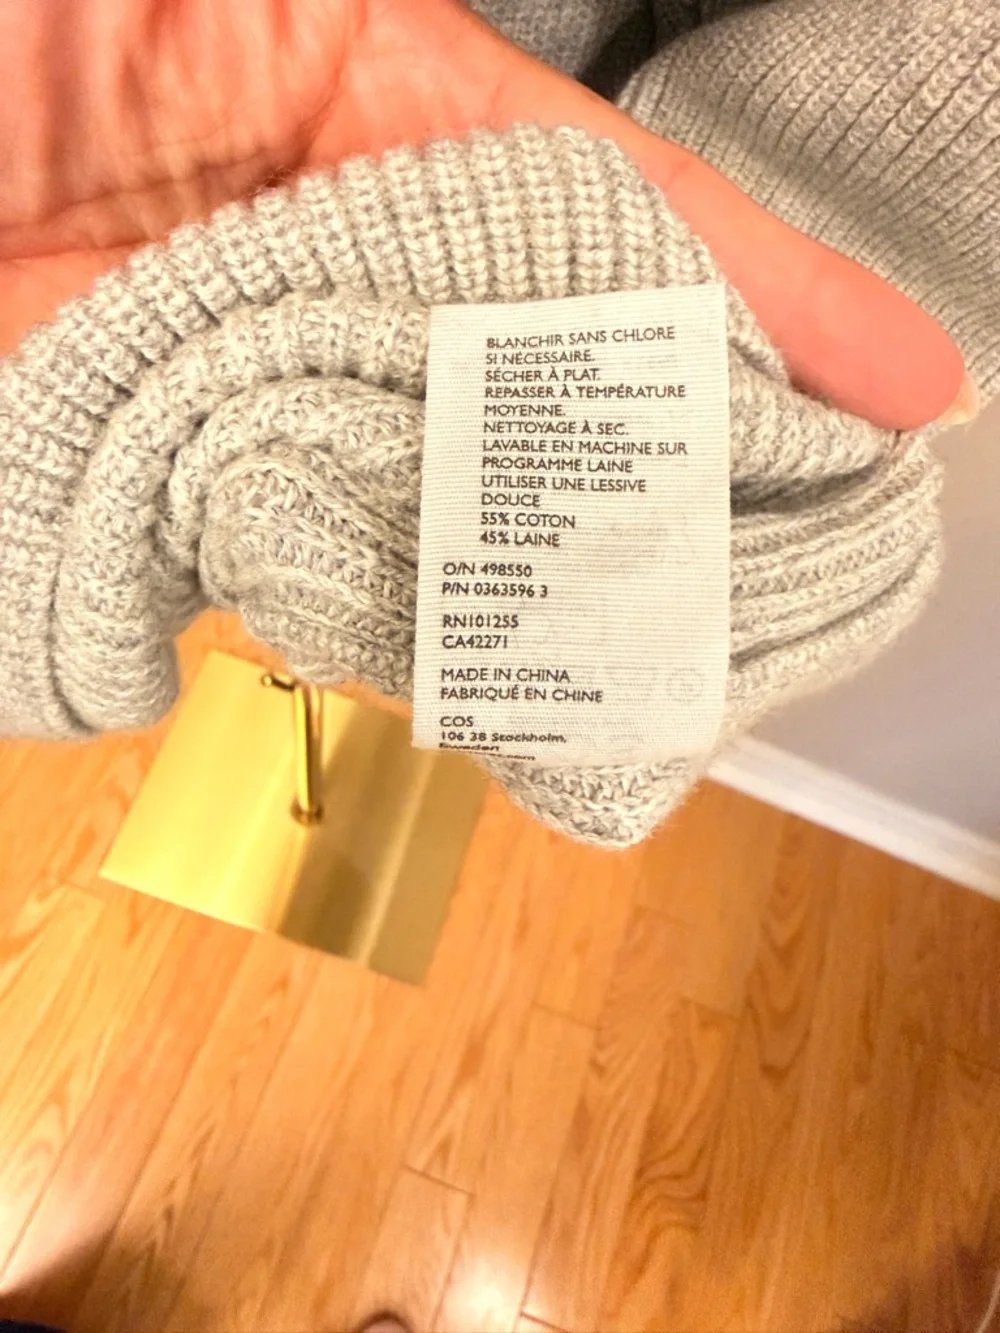 BLANCHIR SANS CHLORE
SI NÉCESSAIRE.
SÉCHER À PLAT.
REPASSER À TEMPÉRATURE
MOYENNE.
NETTOYAGE À SEC.
LAVABLE EN MACHINE SUR
PROGRAMME LAINE
UTILISER UNE LESSIVE
DOUCE
55% COTON
45% LAINE
O/N 498550
P/N 0363596 3
RN101255
CA42271
MADE IN CHINA
FABRIQUÉ EN CHINE
COS
106 38 Stockholm,
Sweden